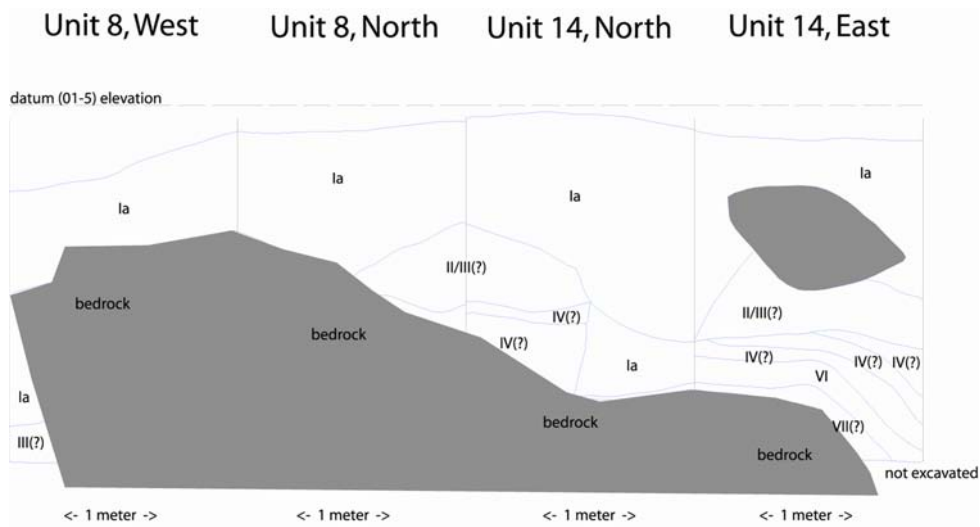 Unit 8, West
Unit 8, North
Unit 14, North
Unit 14, East
datum (01-5) elevation
Ia
Ia
Ia
Ia
II/III(?)
bedrock
II/III(?)
IV(?)
bedrock
IV(?)
IV(?)
IV(?)
IV(?)
Ia
VI
Ia
bedrock
VII(?)
III(?)
bedrock
not excavated
<- 1 meter ->
<- 1 meter ->
<- 1 meter ->
<- 1 meter ->